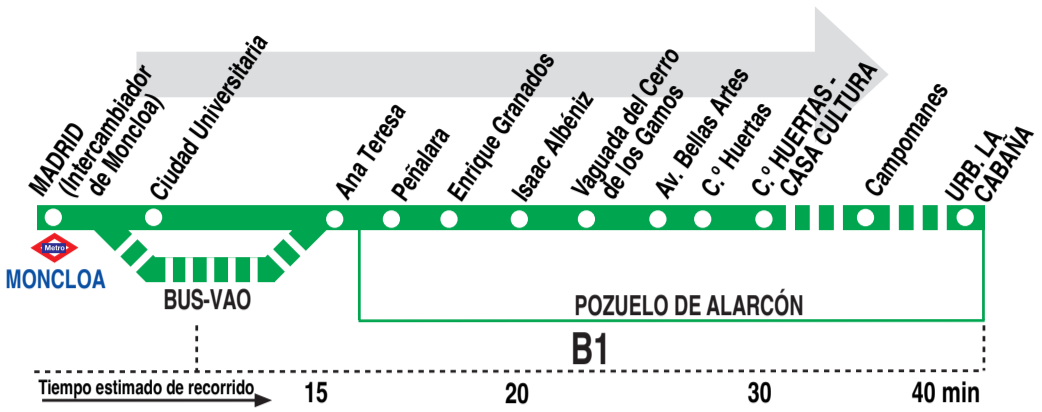 MADRID
(Intercambiador
de Moncloa)
Ciudad Universitaria
Ana Teresa
Peñalara
Enrique Granados
Isaac Albéniz
Vaguada del Cerro
de los Gamos
Av. Bellas Artes
C.º Huertas
C.º HUERTAS -
CASA CULTURA
Campomanes
URB. LA
CABAÑA
Metro
MONCLOA
BUS-VAO
POZUELO DE ALARCÓN
B1
Tiempo estimado de recorrido
15
20
30
40 min